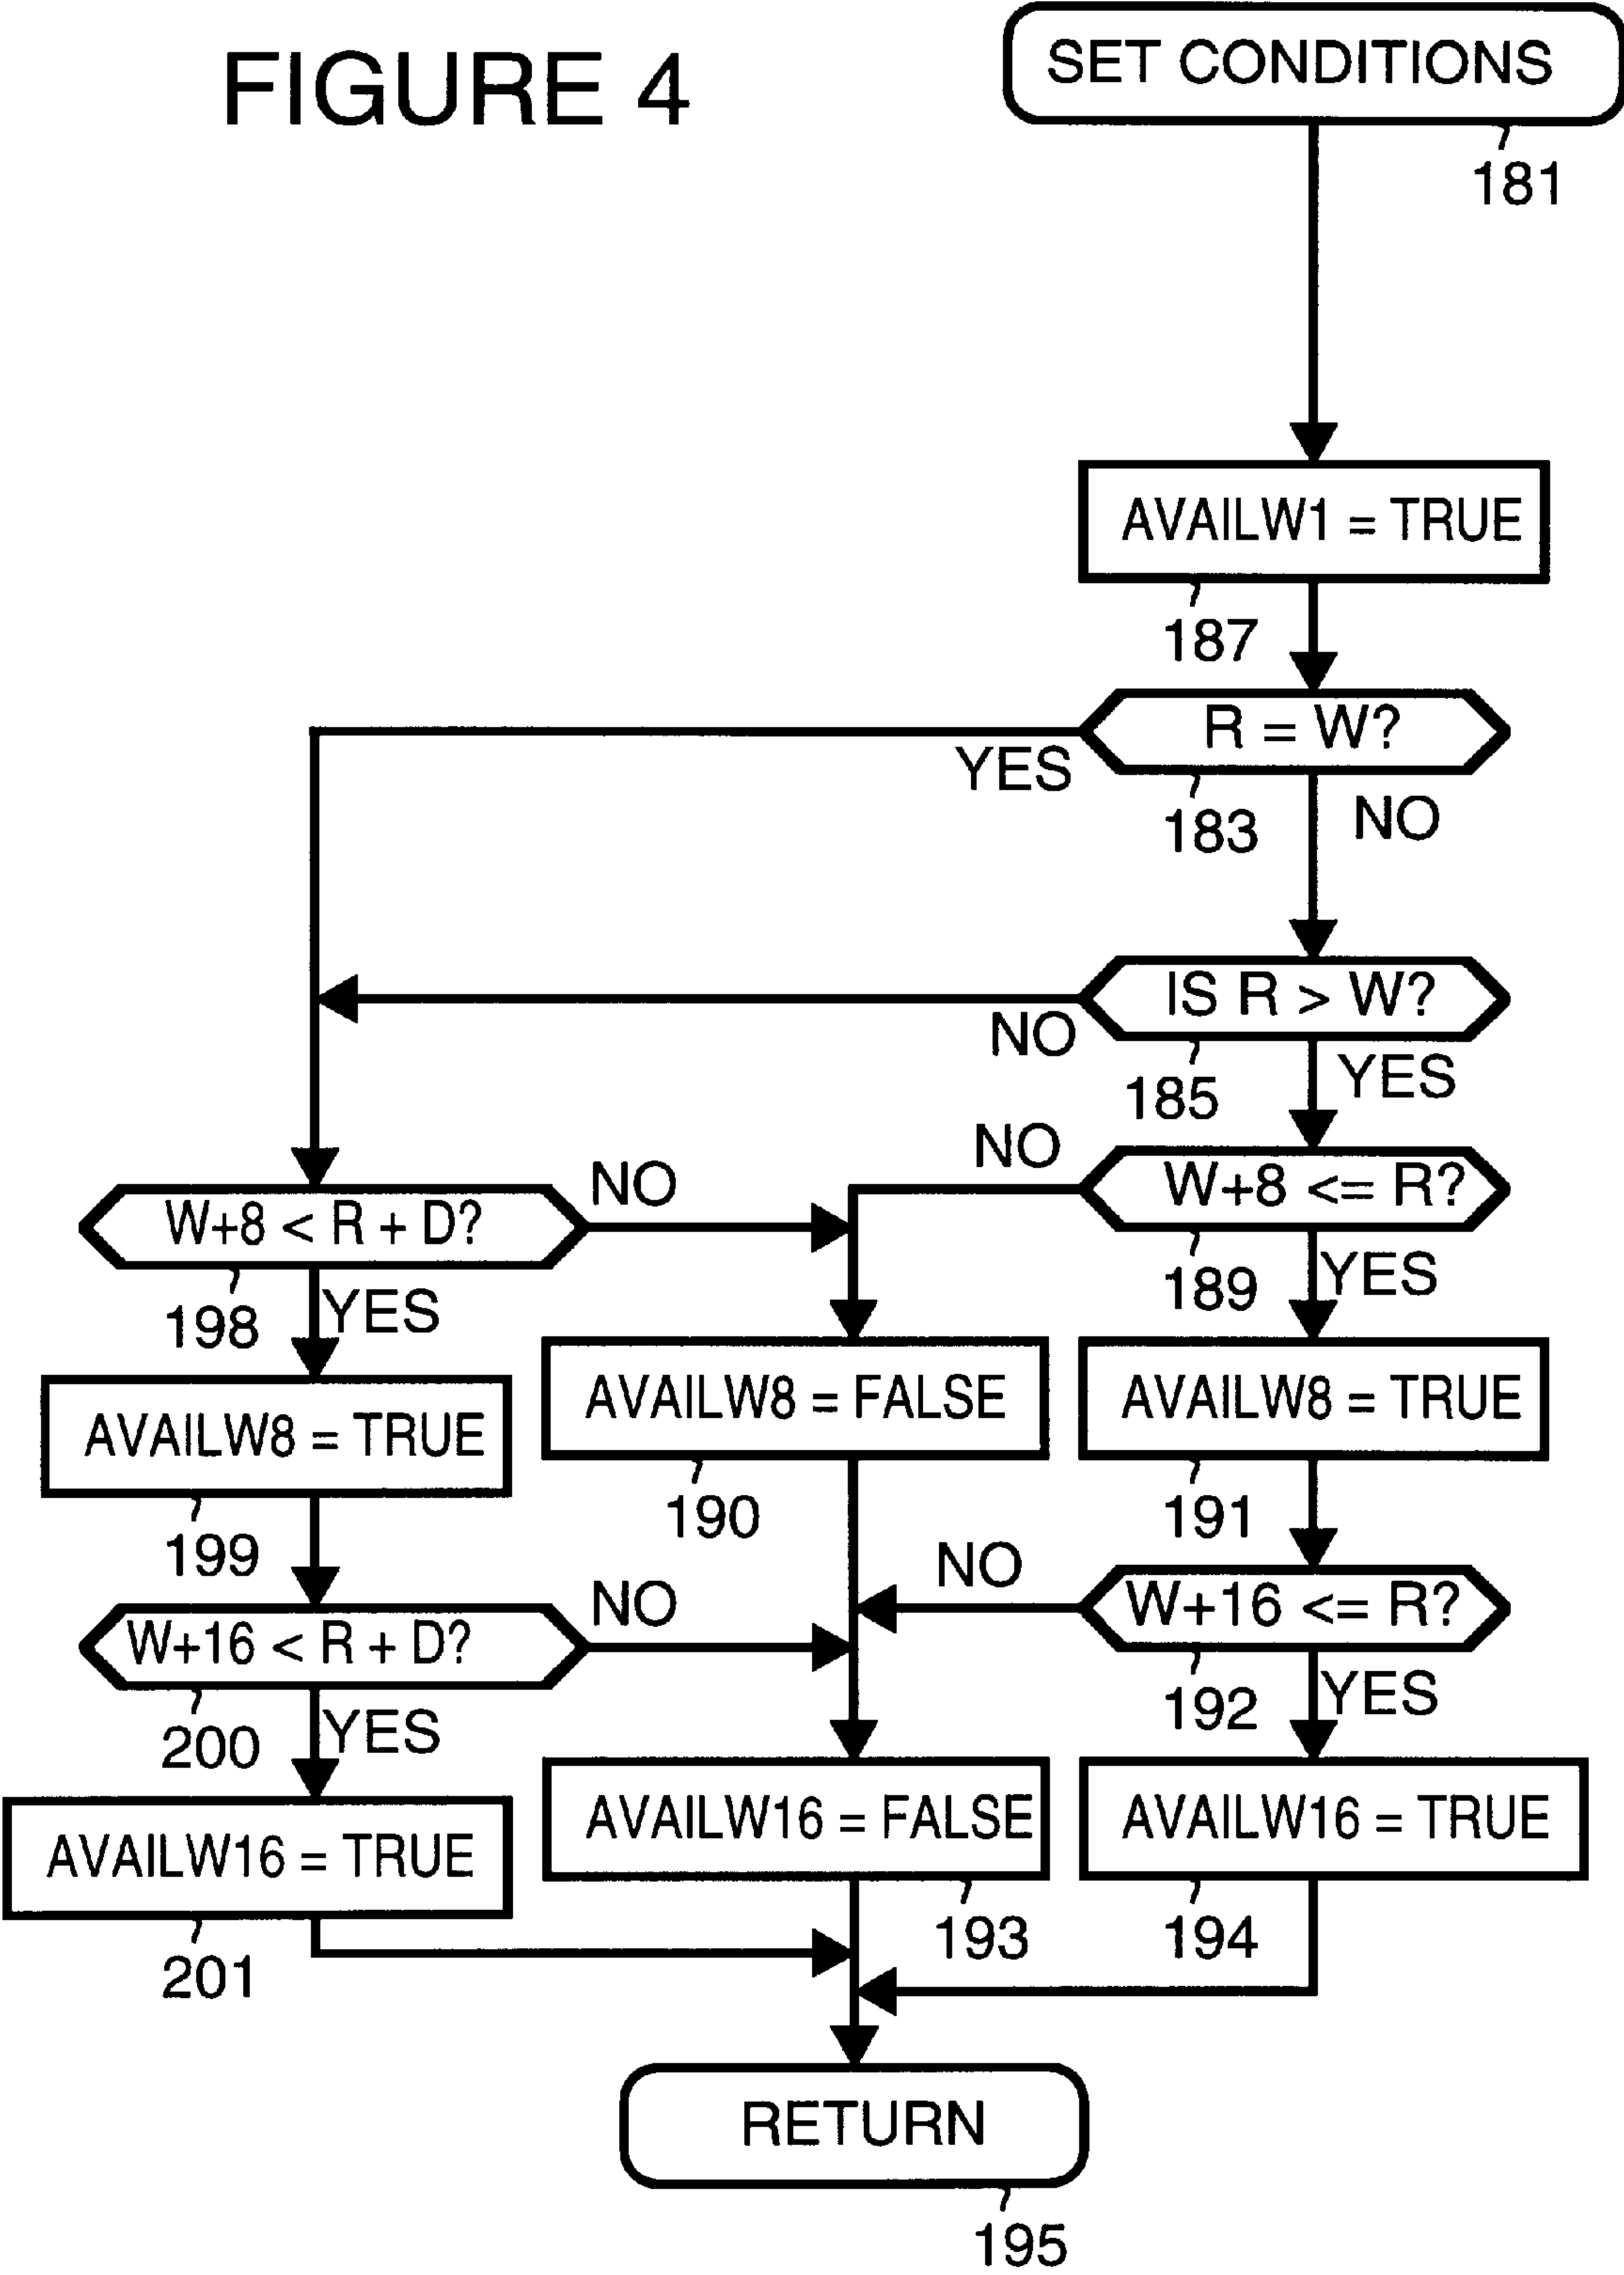 FIGURE 4
SET CONDITIONS
181
AVAILW1 = TRUE
187
R = W?
YES
183
NO
IS R > W?
NO
185
YES
W+8 <= R?
NO
189
YES
W+8 < R + D?
NO
198
YES
AVAILW8 = FALSE
190
AVAILW8 = TRUE
191
AVAILW8 = TRUE
199
W+16 <= R?
NO
192
YES
W+16 < R + D?
NO
200
YES
AVAILW16 = FALSE
193
AVAILW16 = TRUE
194
AVAILW16 = TRUE
201
RETURN
195